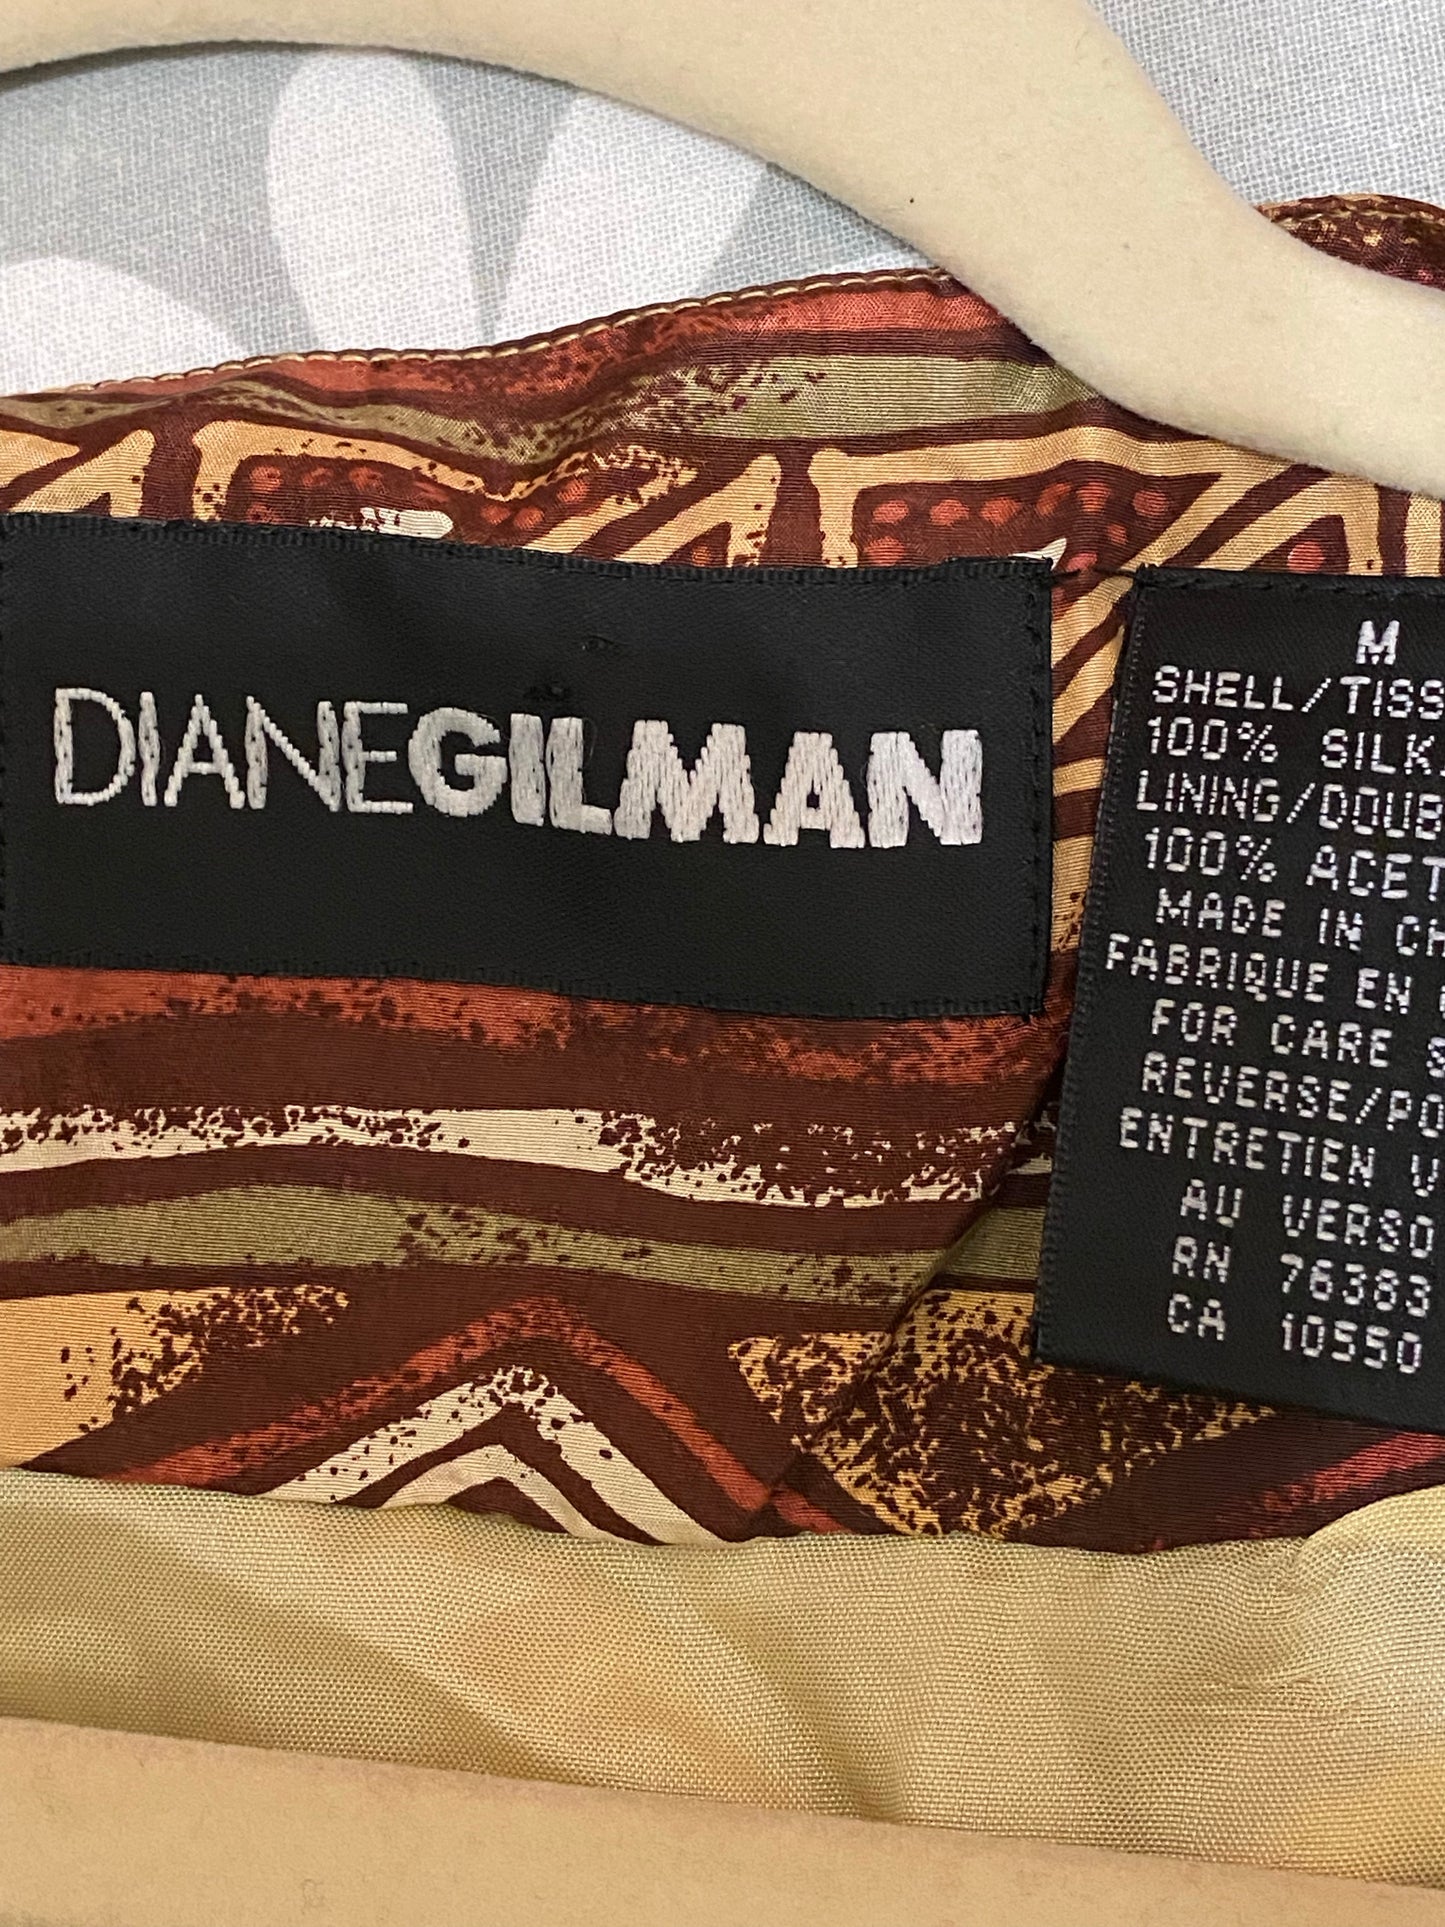 DIANEGILMAN
M
SHELL/TISS
100% SILK
LINING/DOUB
100% ACET
MADE IN CH
FABRIQUE EN
FOR CARE S
REVERSE/PO
ENTRETIEN V
AU VERSO
RN 76383
CA 10550